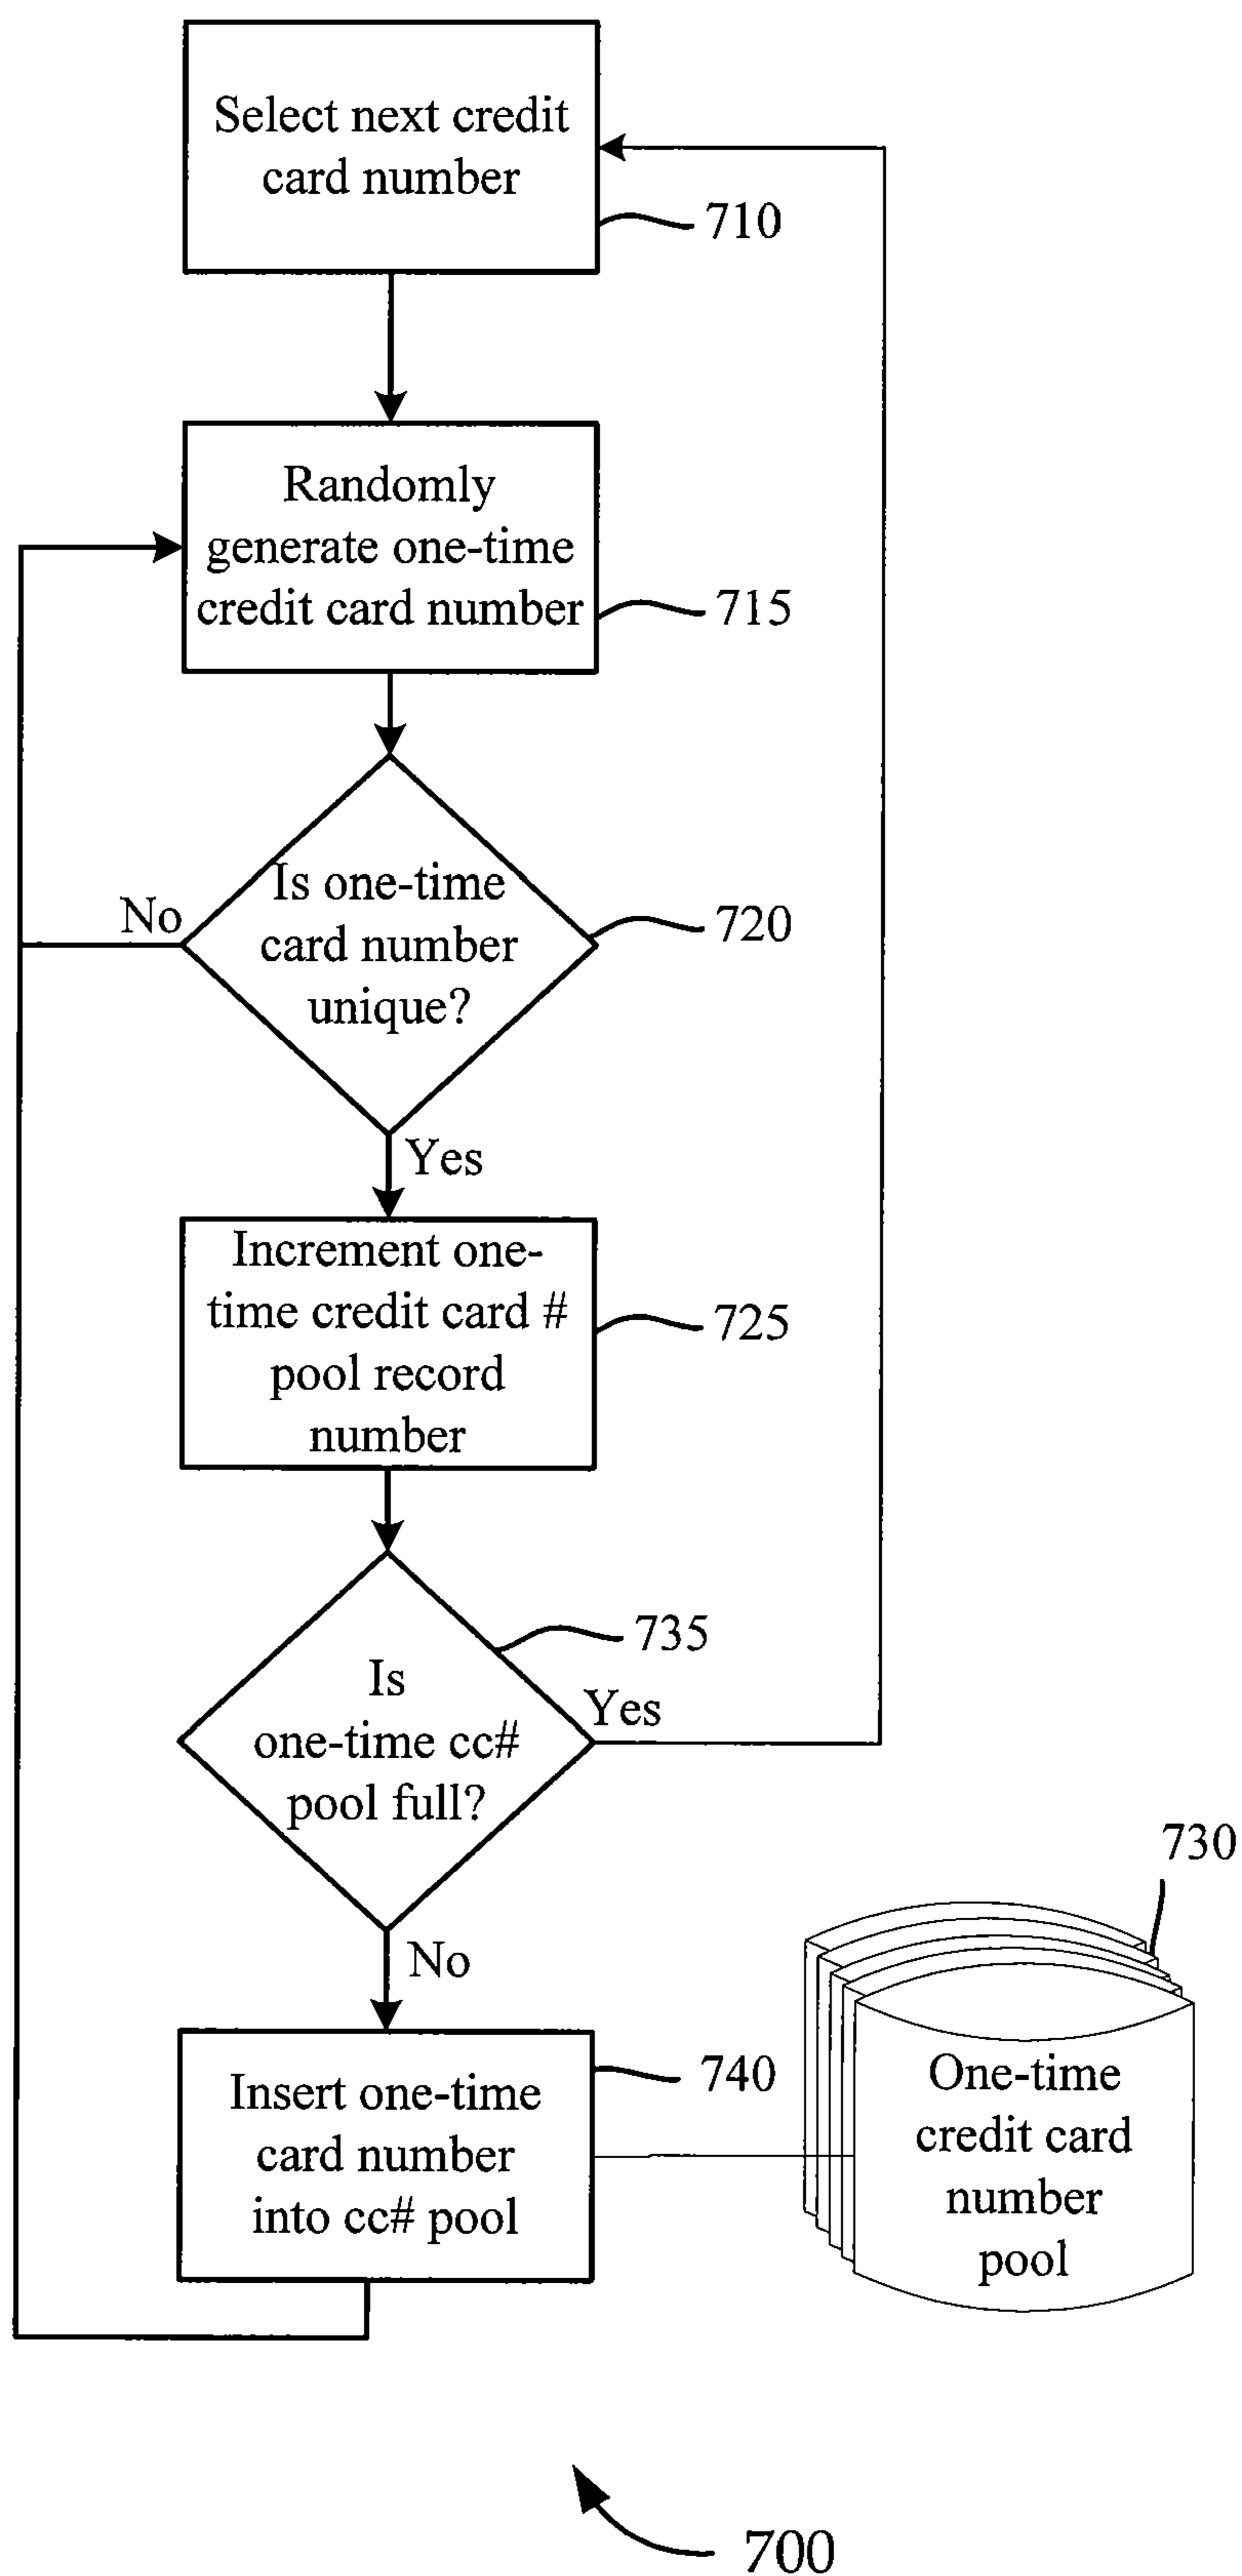 Select next credit
card number
710
Randomly
generate one-time
credit card number
715
Is one-time
card number
unique?
720
No
Yes
Increment one-
time credit card #
pool record
number
725
Is
one-time cc#
pool full?
735
Yes
No
Insert one-time
card number
into cc# pool
740
730
One-time
credit card
number
pool
700